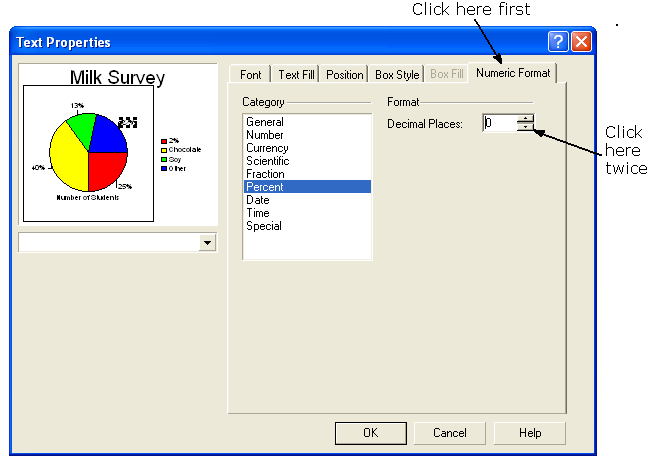 Click here first
.
Text Properties
Milk Survey
Font
Text Fill
Position
Box Style
Box Fill
Numeric Format
Category
Format
General
Number
Currency
Scientific
Fraction
Percent
Date
Time
Special
Decimal Places:
0
Click
here
twice
13%
40%
25%
Number of Students
2%
Chocolate
Soy
Other
OK
Cancel
Help